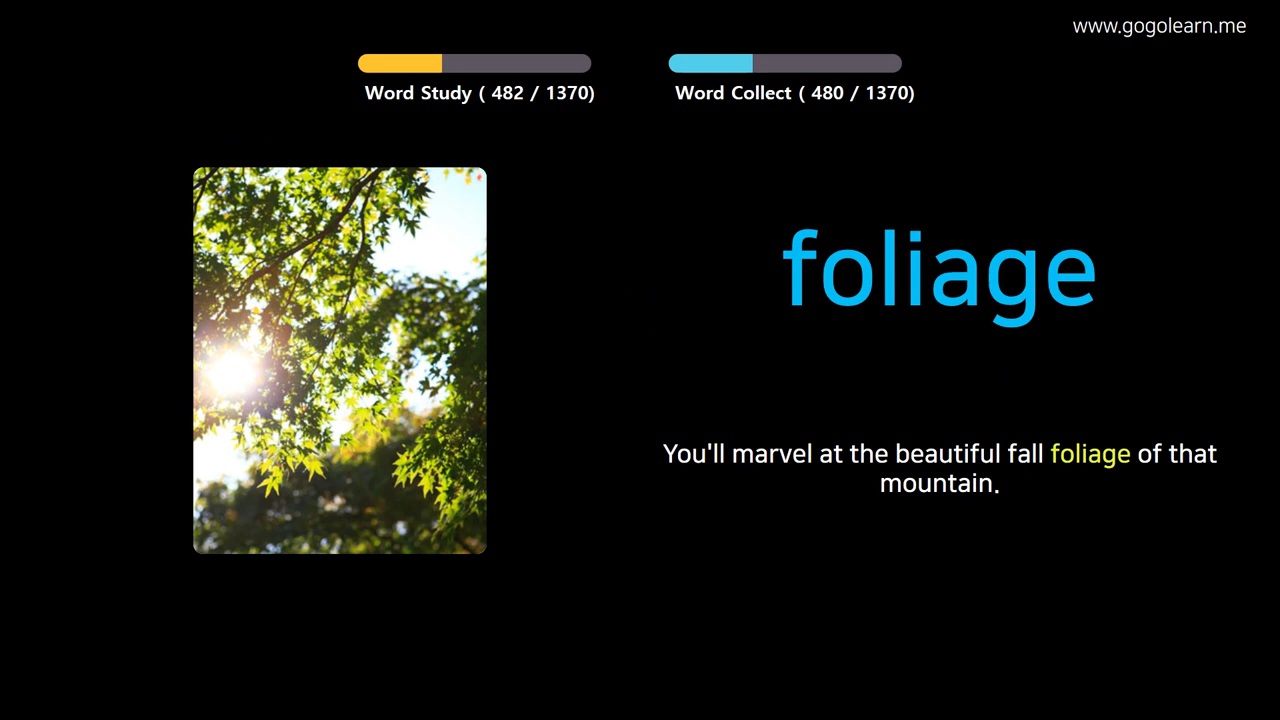 www.gogolearn.me
Word Study ( 482 / 1370)
Word Collect ( 480 / 1370)
foliage
You'll marvel at the beautiful fall foliage of that
mountain.